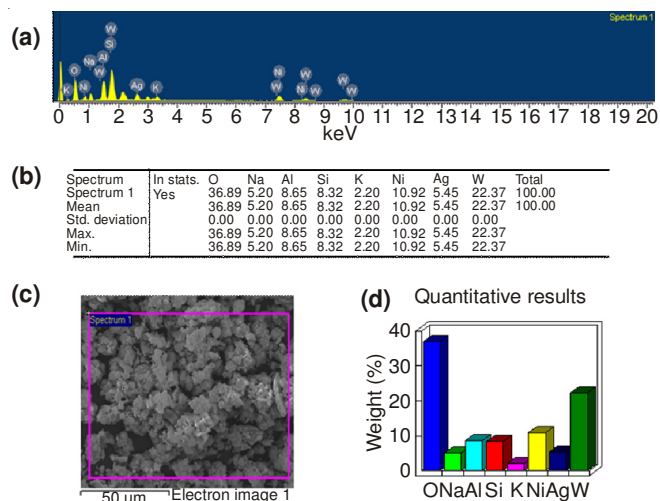 (a)
Spectrum 1
K O Ni Na W Al Si W Ag K Ni W Ni W W W W
0 1 2 3 4 5 6 7 8 9 10 11 12 13 14 15 16 17 18 19 20
keV
(b)
Spectrum In stats. O Na Al Si K Ni Ag W Total
Spectrum 1 Yes 36.89 5.20 8.65 8.32 2.20 10.92 5.45 22.37 100.00
Mean 36.89 5.20 8.65 8.32 2.20 10.92 5.45 22.37 100.00
Std. deviation 0.00 0.00 0.00 0.00 0.00 0.00 0.00 0.00
Max. 36.89 5.20 8.65 8.32 2.20 10.92 5.45 22.37
Min. 36.89 5.20 8.65 8.32 2.20 10.92 5.45 22.37
(c)
Spectrum 1
50 µm Electron image 1
(d) Quantitative results
Weight (%)
40
30
20
10
0
ONaAlSi KNiAgW